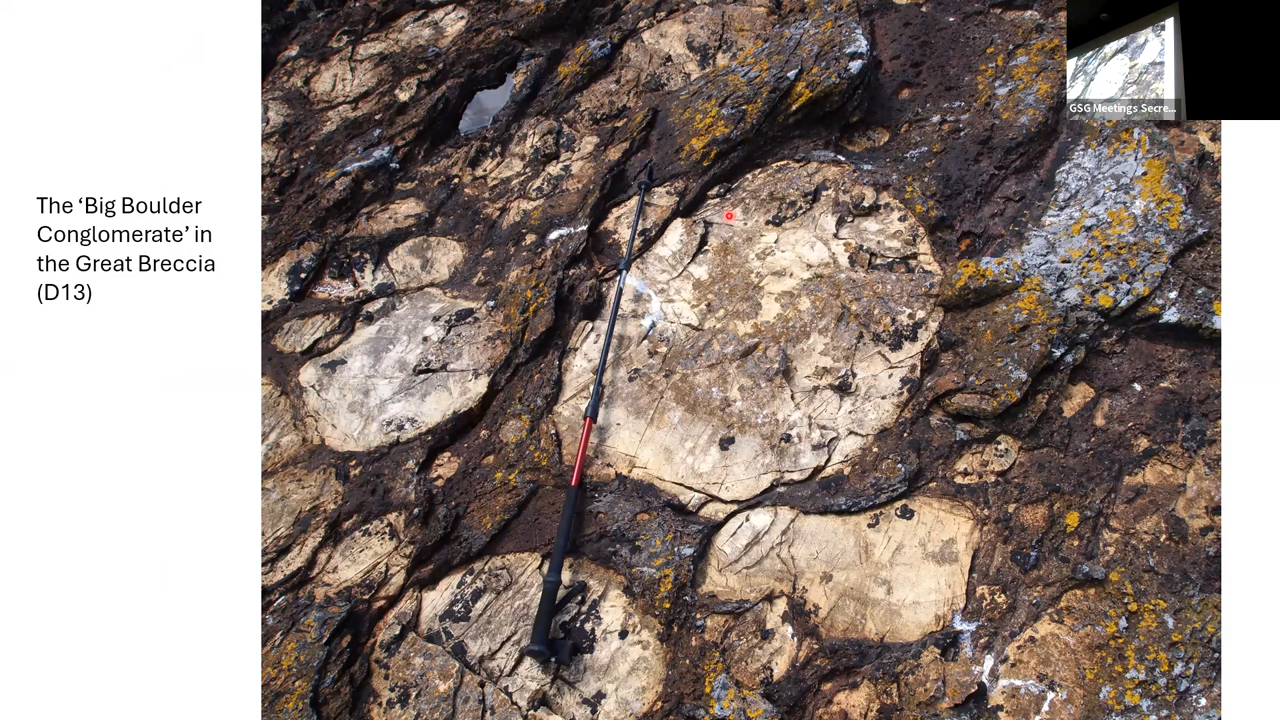 The ‘Big Boulder
Conglomerate’ in
the Great Breccia
(D13)
GSG Meetings Secre...